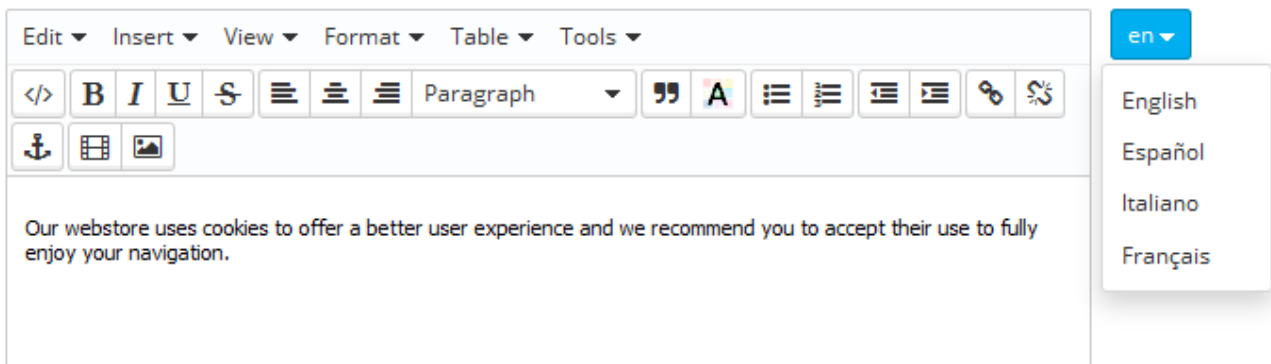 Edit Insert View Format Table Tools en
</> B I U S Paragraph ” A
English
Español
Italiano
Français
Our webstore uses cookies to offer a better user experience and we recommend you to accept their use to fully
enjoy your navigation.